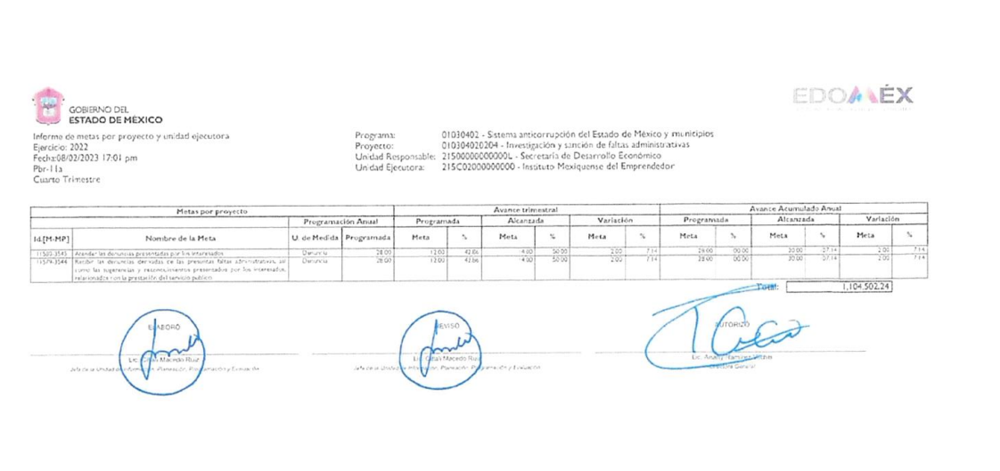 GOBIERNO DEL
ESTADO DE MÉXICO
EDOMÉX
Informe de metas por proyecto y unidad ejecutora
Ejercicio: 2022
Fecha:08/02/2023 17:01 pm
Pbr-11a
Cuarto Trimestre
Programa: 01030402 - Sistema anticorrupción del Estado de México y municipios
Proyecto: 010304020204 - Investigación y sanción de faltas administrativas
Unidad Responsable: 21500000000000L - Secretaría de Desarrollo Económico
Unidad Ejecutora: 215C02000000000 - Instituto Mexiquense del Emprendedor
Metas por proyecto Avance trimestral Avance Acumulado Anual
Programación Anual Programada Alcanzada Variación Programada Alcanzada Variación
Id.[M-MP] Nombre de la Meta U. de Medida Programada Meta % Meta % Meta % Meta % Meta % Meta %
Atender las denuncias presentadas por los interesados Denuncia 28.00 12.00 42.86 4.00 50.00 2.00 7.14 28.00 00.00 30.00 07.14 2.00 7.14
Recibir las denuncias derivadas de las presuntas faltas administrativas, así Denuncia 28.00 12.00 42.86 4.00 50.00 2.00 7.14 28.00 00.00 30.00 07.14 2.00 7.14
como las sugerencias y reconocimientos presentados por los interesados,
relacionados con la prestación del servicio público
Total: 1,104,502.24
ELABORÓ REVISÓ AUTORIZÓ
Lic. Citlali Macedo Ruiz Lic. Citlali Macedo Ruiz Lic. Anahy Ramírez
Jefa de la Unidad de Información, Planeación, Programación y Evaluación Jefa de la Unidad de Información, Planeación, Programación y Evaluación Directora General